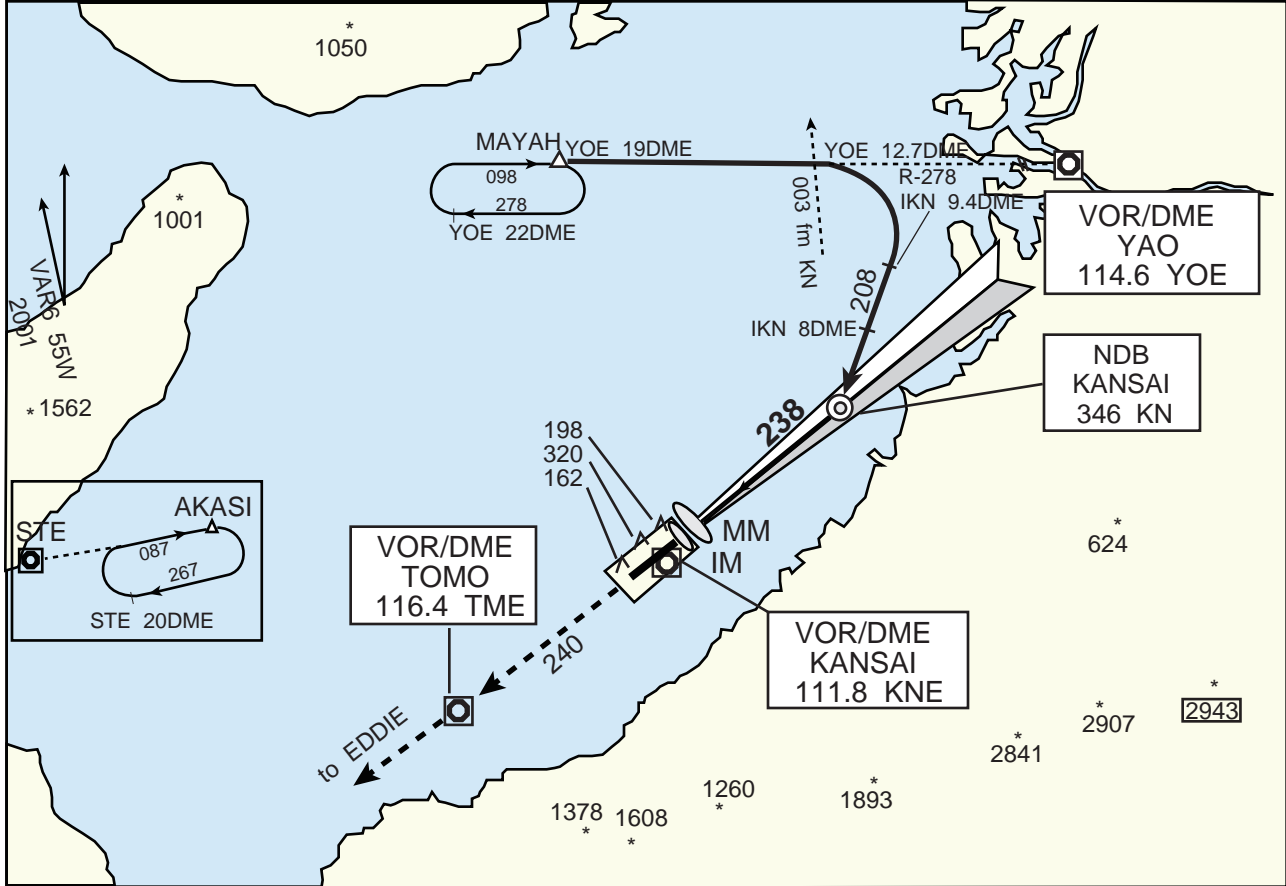 *
1050
MAYAH
YOE 19DME
098
278
YOE 22DME
003 fm KN
YOE 12.7DME
R-278
IKN 9.4DME
208
IKN 8DME
VOR/DME
YAO
114.6 YOE
*
1001
VAR6 55W
2001
* 1562
NDB
KANSAI
346 KN
238
198
320
162
MM
IM
STE
AKASI
087
267
STE 20DME
VOR/DME
TOMO
116.4 TME
240
to EDDIE
VOR/DME
KANSAI
111.8 KNE
*
624
*
2943
*
2907
*
2841
*
1893
1260
*
1378
*
1608
*